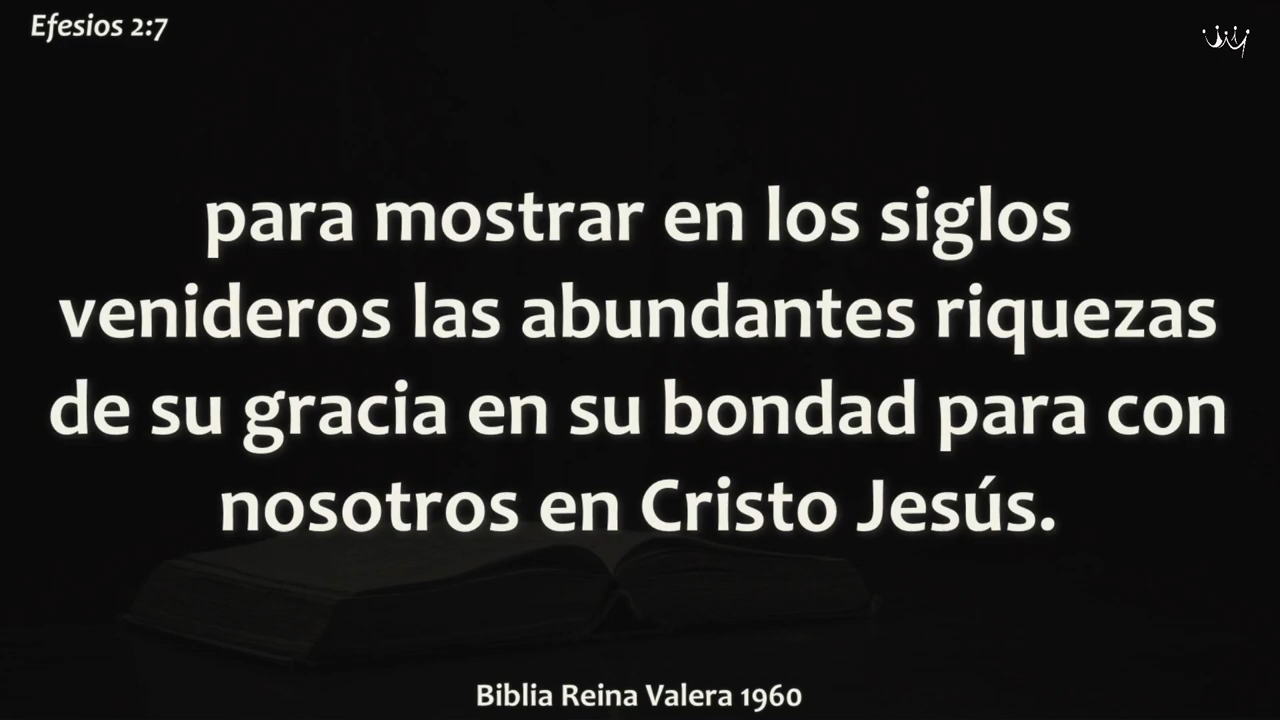 Efesios 2:7
para mostrar en los siglos
venideros las abundantes riquezas
de su gracia en su bondad para con
nosotros en Cristo Jesús.
Biblia Reina Valera 1960